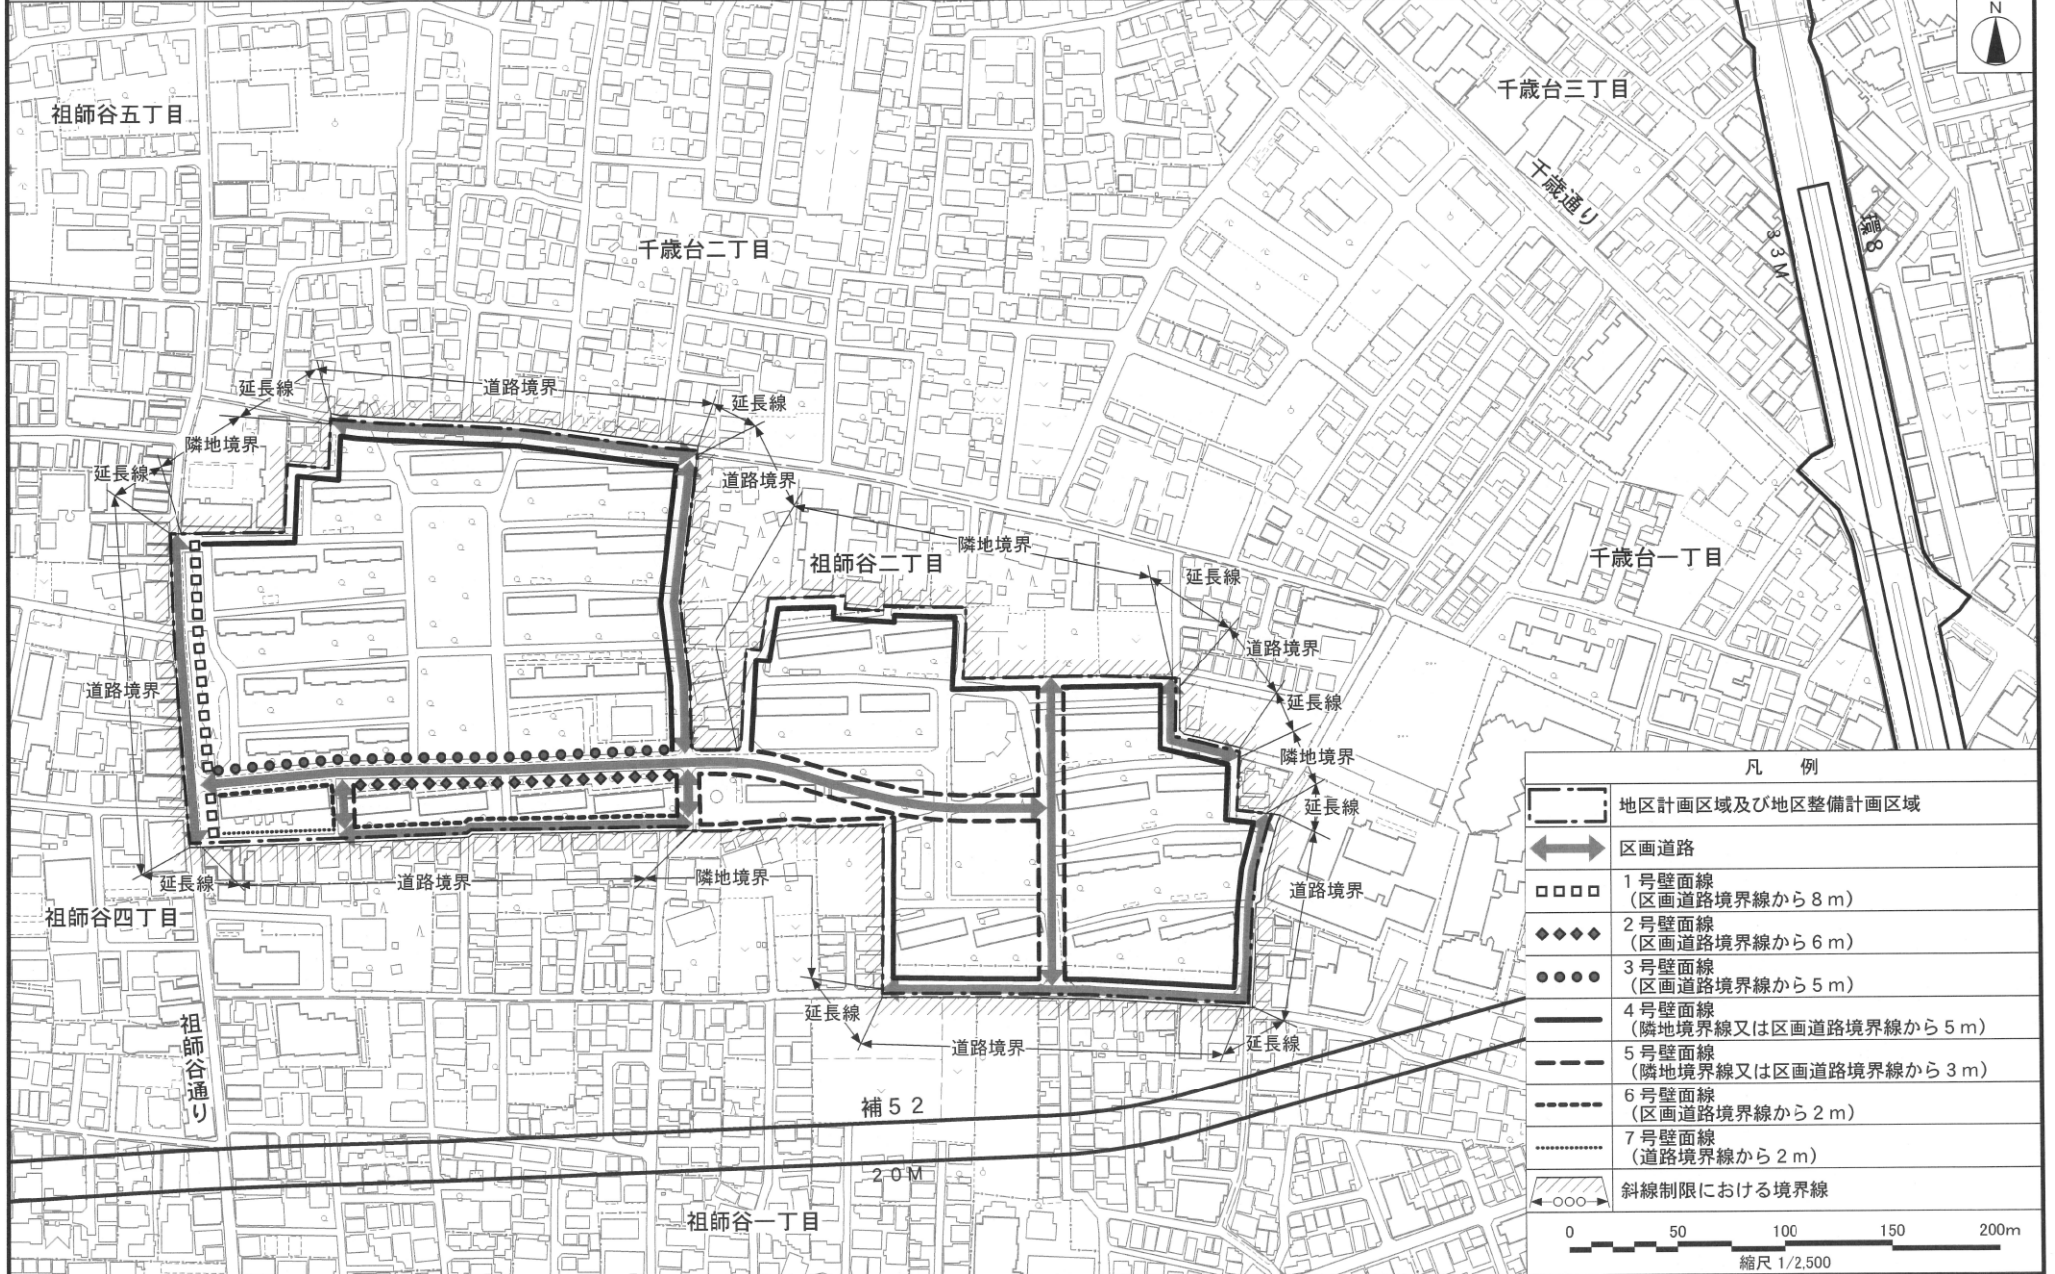 N
千歳台三丁目
祖師谷五丁目
千歳通り
環8
33M
千歳台二丁目
延長線
道路境界
延長線
隣地境界
延長線
道路境界
隣地境界
千歳台一丁目
祖師谷二丁目
延長線
道路境界
道路境界
延長線
隣地境界
延長線
延長線
道路境界
隣地境界
道路境界
祖師谷四丁目
延長線
道路境界
延長線
祖師谷通り
補52
20M
祖師谷一丁目
凡 例
地区計画区域及び地区整備計画区域
区画道路
1号壁面線
(区画道路境界線から8m)
2号壁面線
(区画道路境界線から6m)
3号壁面線
(区画道路境界線から5m)
4号壁面線
(隣地境界線又は区画道路境界線から5m)
5号壁面線
(隣地境界線又は区画道路境界線から3m)
6号壁面線
(区画道路境界線から2m)
7号壁面線
(道路境界線から2m)
○○○
斜線制限における境界線
0 50 100 150 200m
縮尺 1/2,500